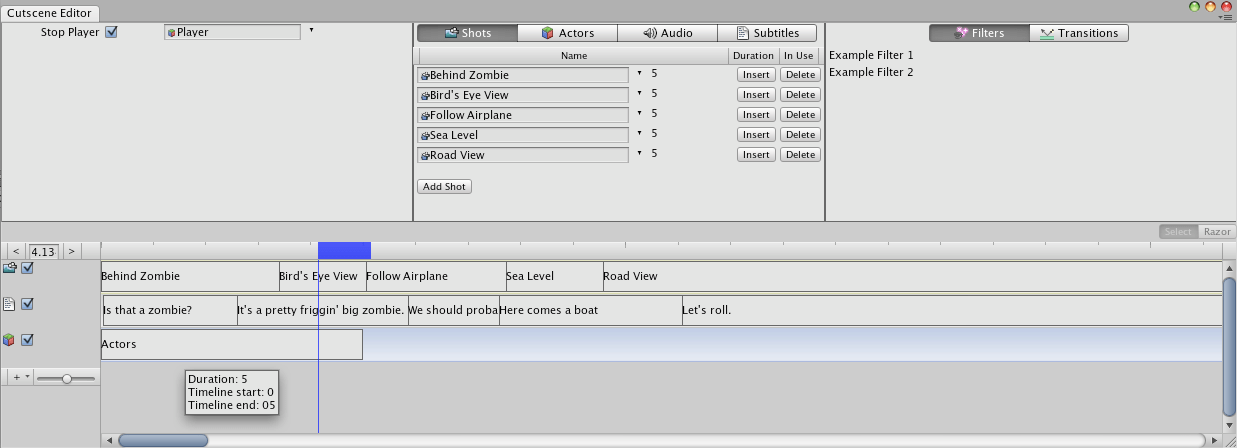 Cutscene Editor
Stop Player
Player
Shots Actors Audio Subtitles
Filters Transitions
Name Duration In Use
Example Filter 1
Example Filter 2
Behind Zombie 5 Insert Delete
Bird's Eye View 5 Insert Delete
Follow Airplane 5 Insert Delete
Sea Level 5 Insert Delete
Road View 5 Insert Delete
Add Shot
Select Razor
< 4.13 >
Behind Zombie Bird's Eye View Follow Airplane Sea Level Road View
Is that a zombie? It's a pretty friggin' big zombie. We should proba Here comes a boat Let's roll.
Actors
+
Duration: 5
Timeline start: 0
Timeline end: 05